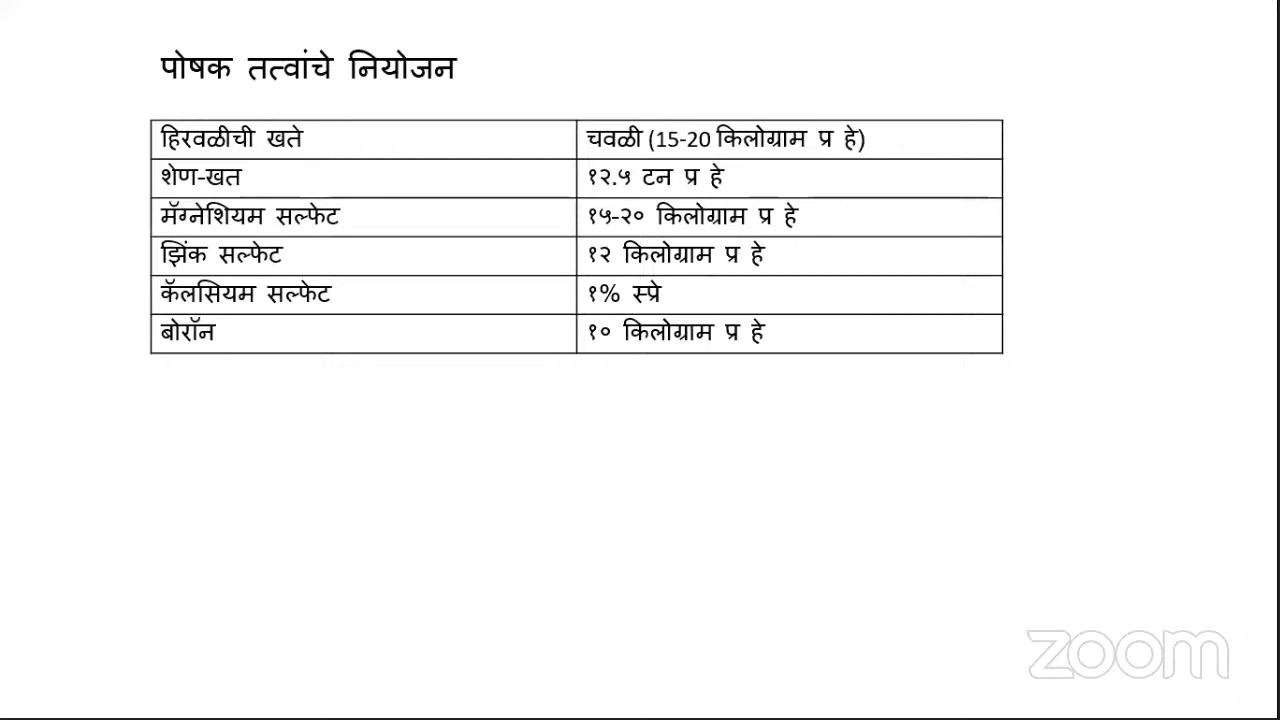 पोषक तत्वांचे नियोजन
हिरवळीची खते चवळी (15-20 किलोग्राम प्र हे)
शेण-खत १२.५ टन प्र हे
मॅग्नेशियम सल्फेट १५-२० किलोग्राम प्र हे
झिंक सल्फेट १२ किलोग्राम प्र हे
कॅलसियम सल्फेट १% स्प्रे
बोरॉन १० किलोग्राम प्र हे
zoom